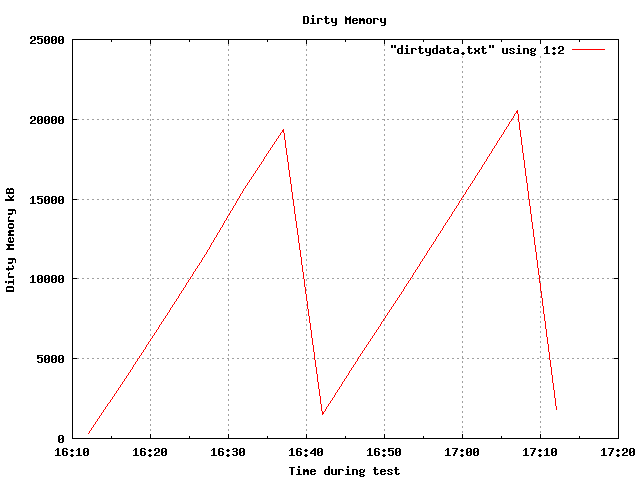 Dirty Memory
"dirtydata.txt" using 1:2
Dirty Memory kB
25000
20000
15000
10000
5000
0
16:10 16:20 16:30 16:40 16:50 17:00 17:10 17:20
Time during test